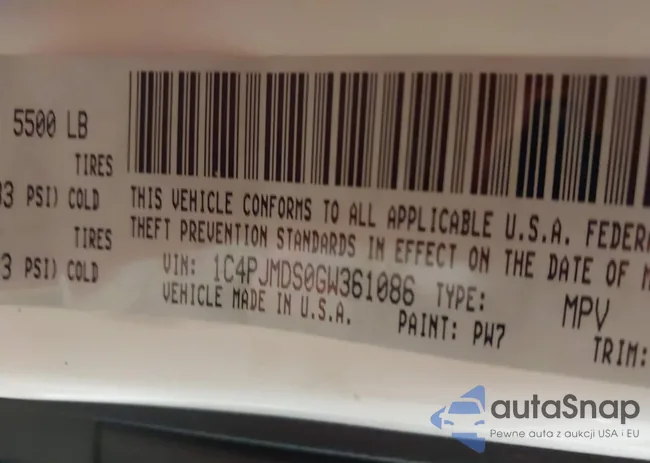 5500 LB
TIRES
PSI) COLD
THIS VEHICLE CONFORMS TO ALL APPLICABLE U.S.A. FEDERA
TIRES
THEFT PREVENTION STANDARDS IN EFFECT ON THE DATE OF M
3 PSI) COLD
VIN: 1C4PJMDS0GW361086 TYPE: MPV
VEHICLE MADE IN U.S.A. PAINT: PW7 TRIM:
autaSnap
Pewne auta z aukcji USA i EU